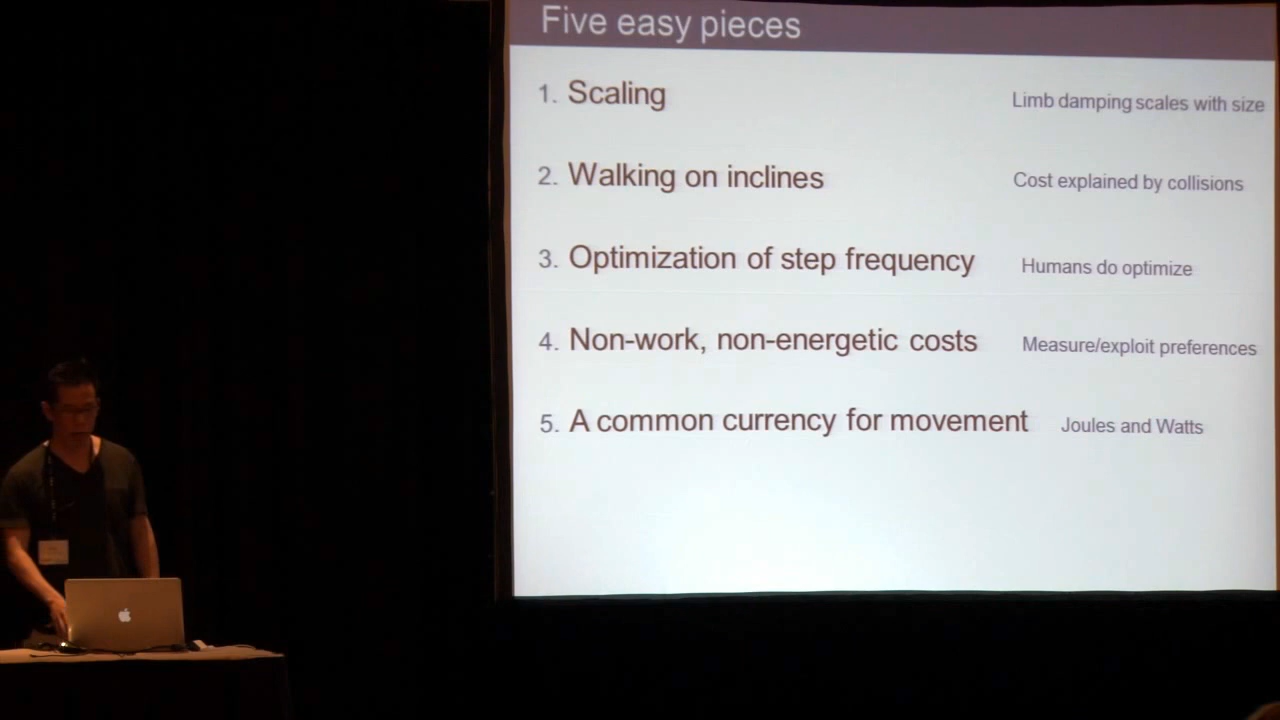 Five easy pieces
1. Scaling Limb damping scales with size
2. Walking on inclines Cost explained by collisions
3. Optimization of step frequency Humans do optimize
4. Non-work, non-energetic costs Measure/exploit preferences
5. A common currency for movement Joules and Watts